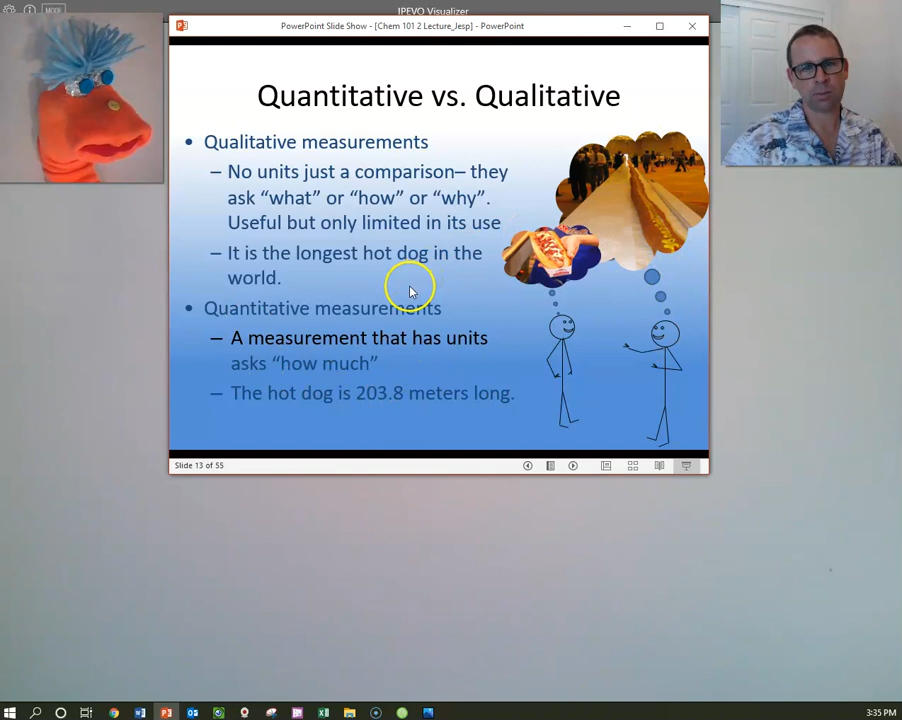 MODE
IPEVO Visualizer
PowerPoint Slide Show - [Chem 101 2 Lecture_Jesp] - PowerPoint
Quantitative vs. Qualitative
• Qualitative measurements
– No units just a comparison– they
ask “what” or “how” or “why”.
Useful but only limited in its use
– It is the longest hot dog in the
world.
• Quantitative measurements
– A measurement that has units
asks “how much”
– The hot dog is 203.8 meters long.
Slide 13 of 55
3:35 PM